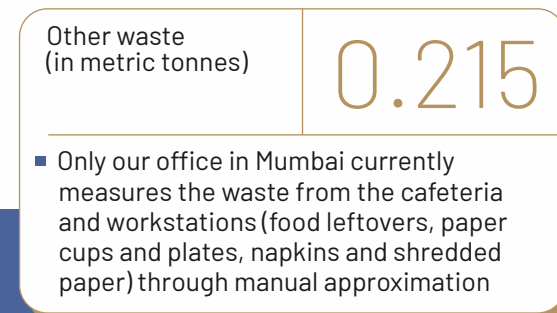 Other waste
(in metric tonnes)
0.215
Only our office in Mumbai currently
measures the waste from the cafeteria
and workstations (food leftovers, paper
cups and plates, napkins and shredded
paper) through manual approximation